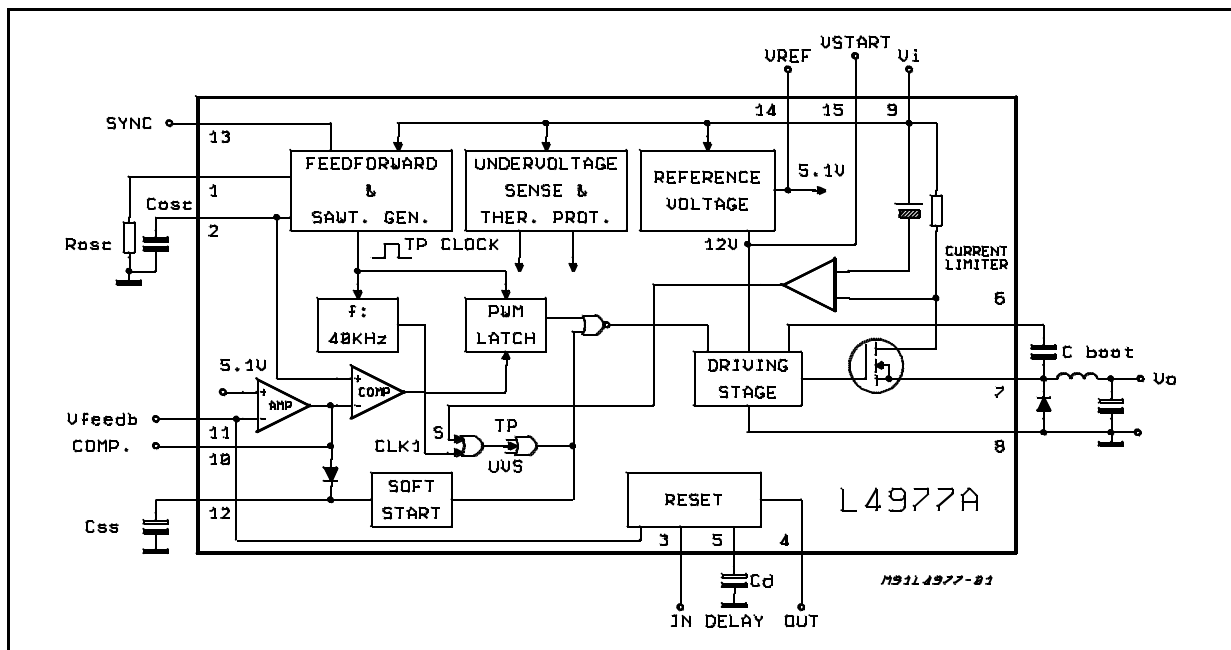 VSTART
VREF
Vi
14
15
9
SYNC
13
FEEDFORWARD
&
SAWT. GEN.
UNDERVOLTAGE
SENSE &
THER. PROT.
REFERENCE
VOLTAGE
5.1V
1
Cosc
2
Rosc
TP CLOCK
12V
CURRENT
LIMITER
6
f:
40KHz
PWM
LATCH
5.1V
+
AMP
-
+
COMP
-
DRIVING
STAGE
C boot
Vo
7
Vfeedb
11
COMP.
10
S
TP
CLK1
UVS
8
SOFT
START
12
Css
RESET
L4977A
3
5
4
Cd
M91L4977-01
IN
DELAY
OUT